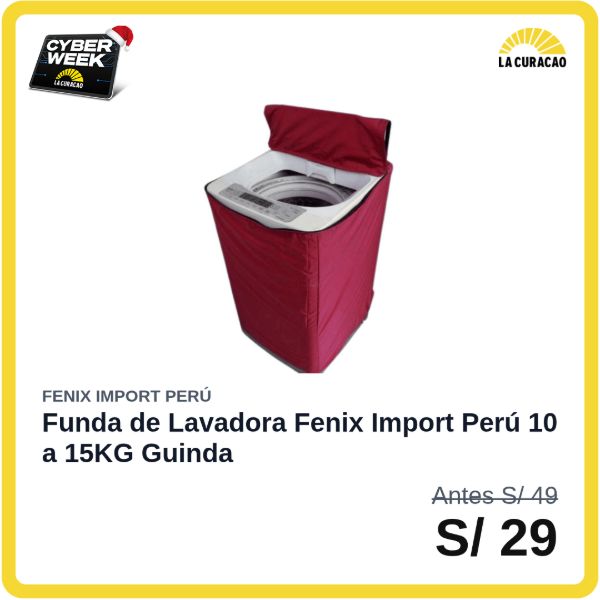 CYBER
WEEK
LA CURACAO
LA CURACAO
FENIX IMPORT PERÚ
Funda de Lavadora Fenix Import Perú 10
a 15KG Guinda
Antes S/ 49
S/ 29